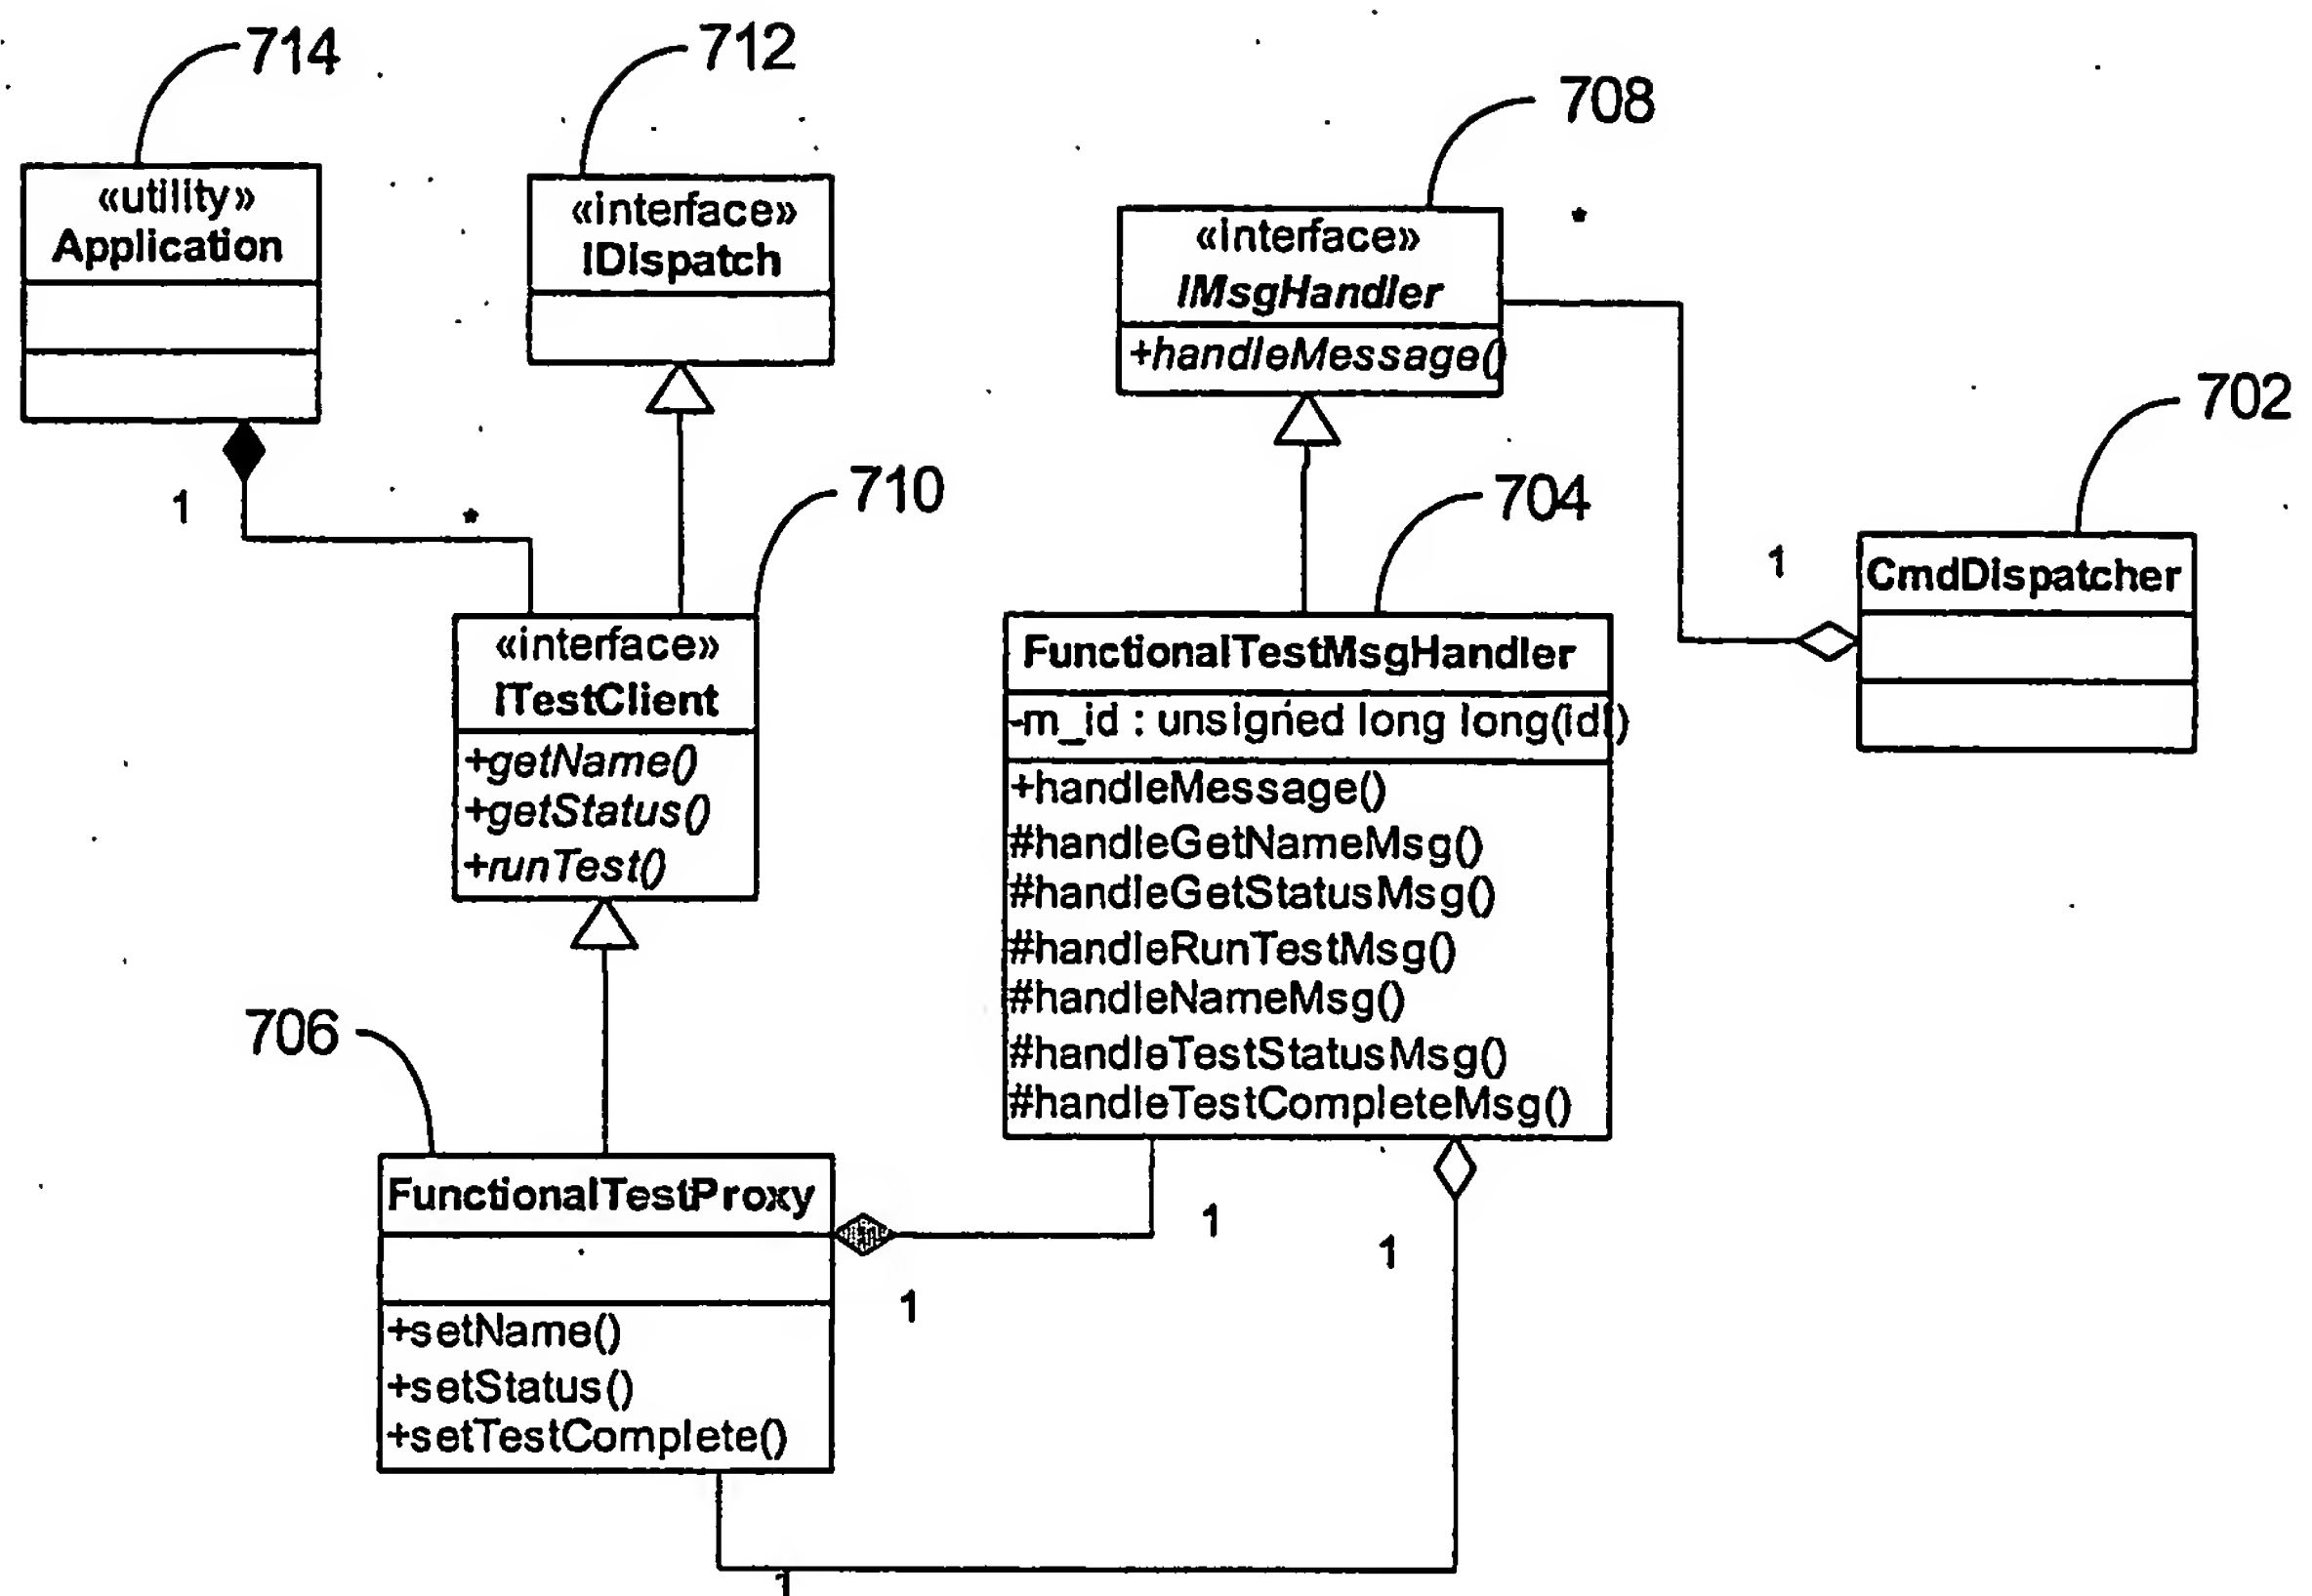 714
712
708
«utility»
Application
«interface»
IDispatch
«interface»
IMsgHandler
*
+handleMessage()
702
1
*
710
704
1
CmdDispatcher
«interface»
ITestClient
+getName()
+getStatus()
+runTest()
FunctionalTestMsgHandler
-m_id : unsigned long long(idl)
+handleMessage()
#handleGetNameMsg()
#handleGetStatusMsg()
#handleRunTestMsg()
#handleNameMsg()
#handleTestStatusMsg()
#handleTestCompleteMsg()
706
FunctionalTestProxy
+setName()
+setStatus()
+setTestComplete()
1
1
1
1